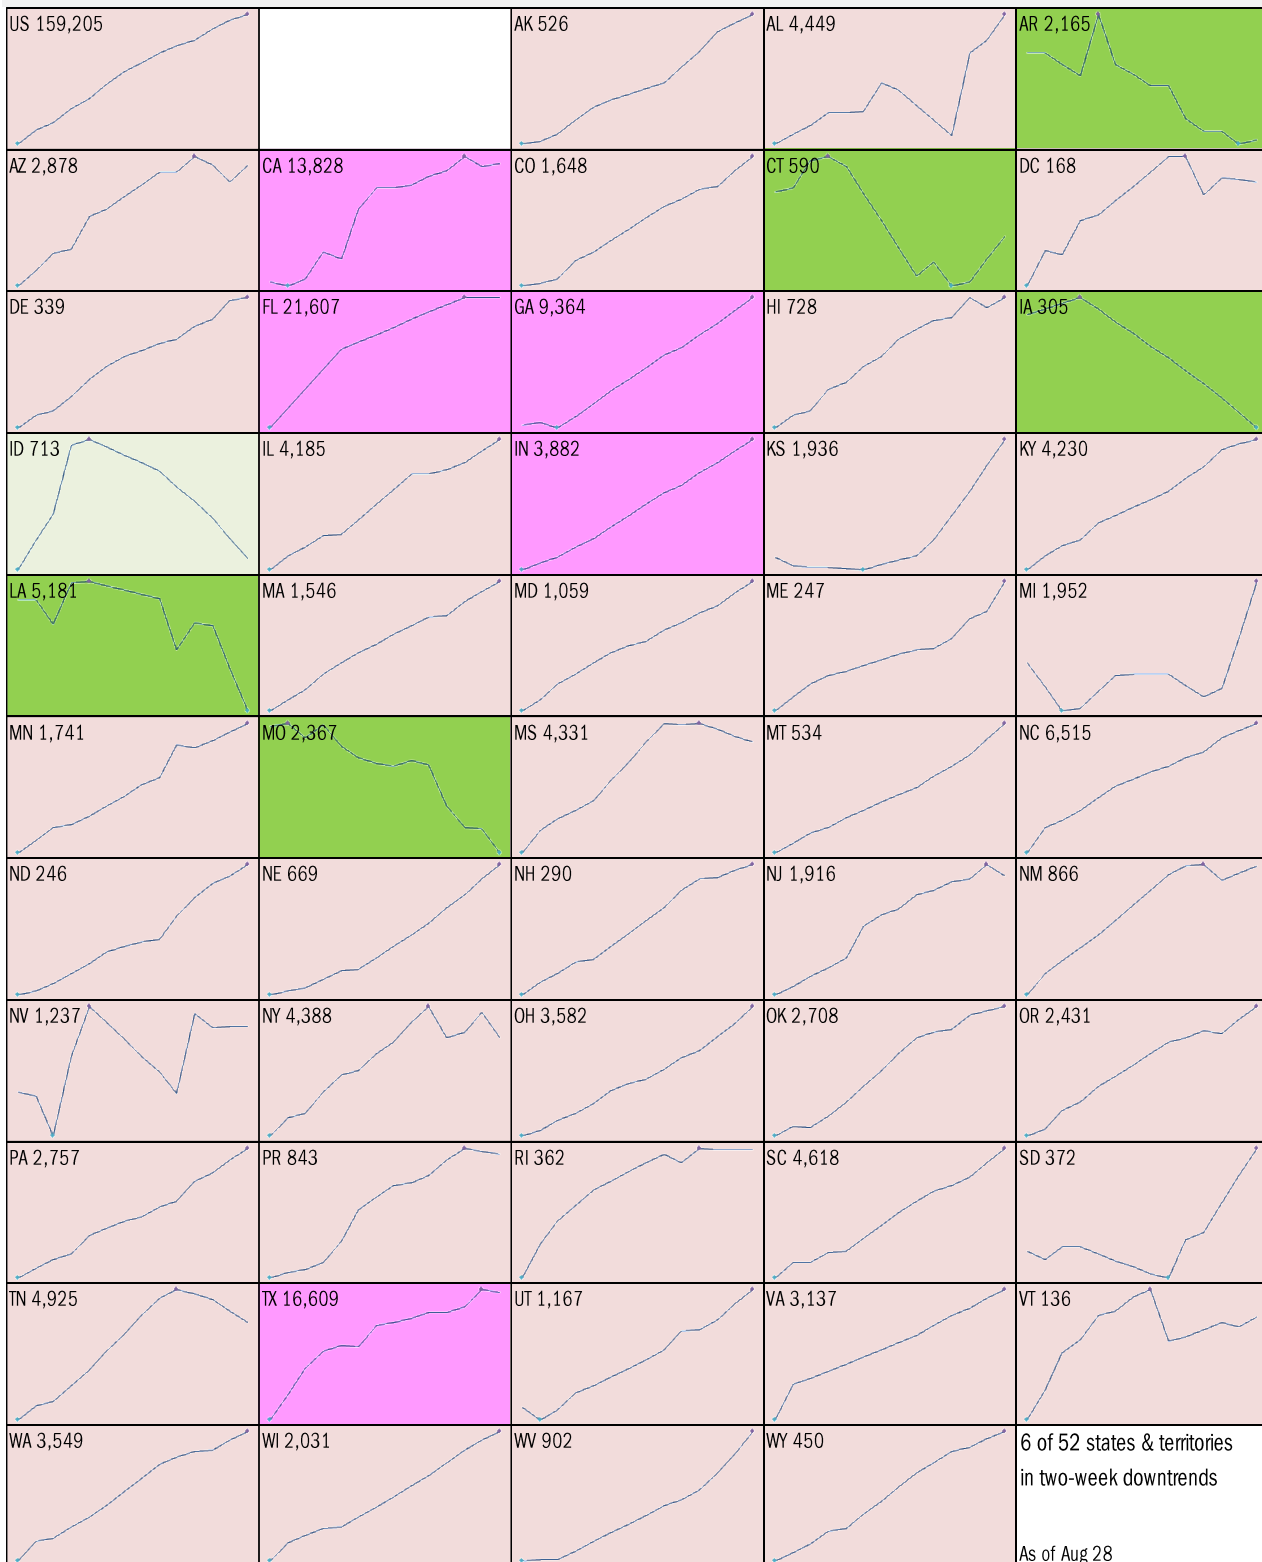 US 159,205
AK 526
AL 4,449
AR 2,165
AZ 2,878
CA 13,828
CO 1,648
CT 590
DC 168
DE 339
FL 21,607
GA 9,364
HI 728
IA 305
ID 713
IL 4,185
IN 3,882
KS 1,936
KY 4,230
LA 5,181
MA 1,546
MD 1,059
ME 247
MI 1,952
MN 1,741
MO 2,367
MS 4,331
MT 534
NC 6,515
ND 246
NE 669
NH 290
NJ 1,916
NM 866
NV 1,237
NY 4,388
OH 3,582
OK 2,708
OR 2,431
PA 2,757
PR 843
RI 362
SC 4,618
SD 372
TN 4,925
TX 16,609
UT 1,167
VA 3,137
VT 136
WA 3,549
WI 2,031
WV 902
WY 450
6 of 52 states & territories
in two-week downtrends
As of Aug 28